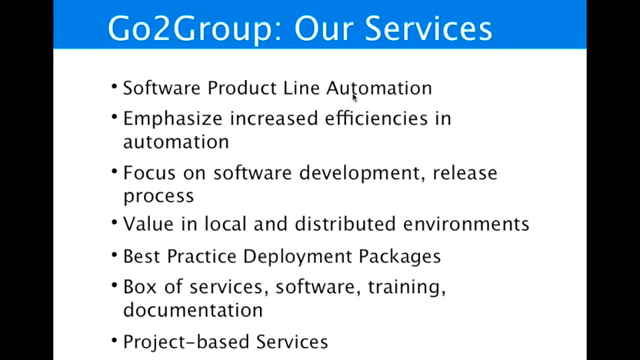 Go2Group: Our Services
• Software Product Line Automation
• Emphasize increased efficiencies in
automation
• Focus on software development, release
process
• Value in local and distributed environments
• Best Practice Deployment Packages
• Box of services, software, training,
documentation
• Project-based Services